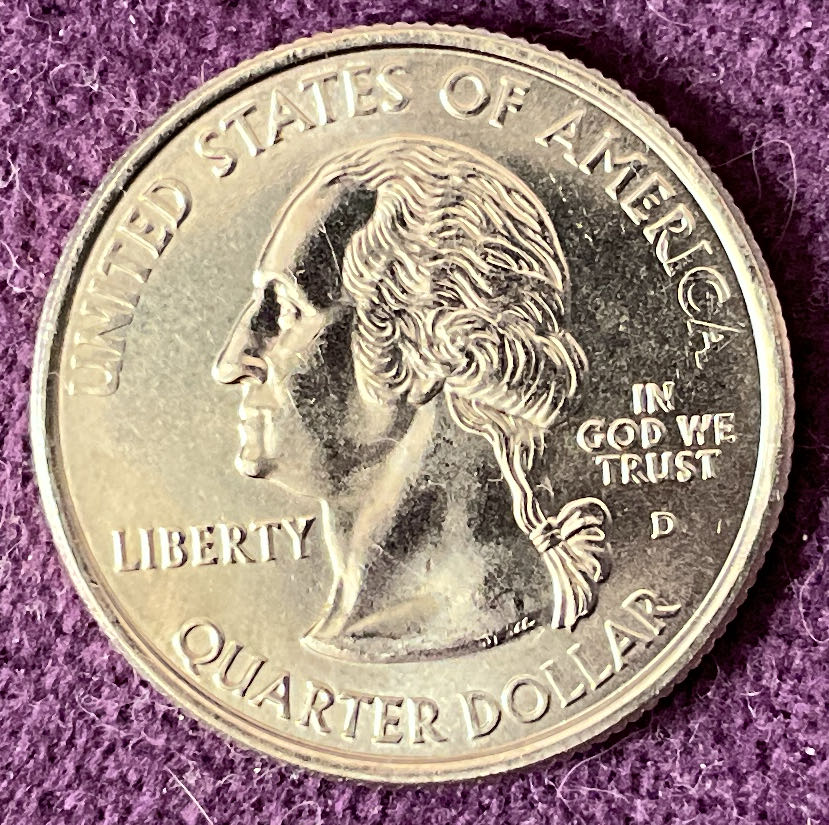 UNITED STATES OF AMERICA
LIBERTY
IN
GOD WE
TRUST
D
QUARTER DOLLAR